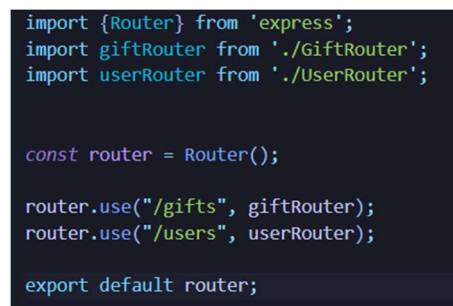 import {Router} from 'express';
import giftRouter from './GiftRouter';
import userRouter from './UserRouter';
const router = Router();
router.use("/gifts", giftRouter);
router.use("/users", userRouter);
export default router;